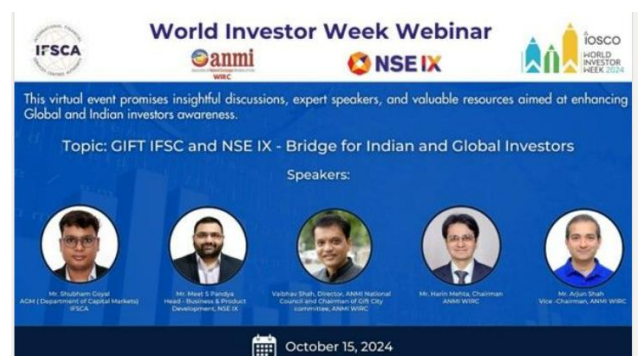 World Investor Week Webinar
IFSCA
anmi
WIRC
NSE IX
IOSCO
WORLD
INVESTOR
WEEK 2024
This virtual event promises insightful discussions, expert speakers, and valuable resources aimed at enhancing
Global and Indian investors awareness.
Topic: GIFT IFSC and NSE IX - Bridge for Indian and Global Investors
Speakers:
Mr. Shubham Goyal
AGM ( Department of Capital Markets)
IFSCA
Mr. Meet S Pandya
Head - Business & Product
Development, NSE IX
Vaibhav Shah, Director, ANMI National
Council and Chairman of Gift City
committee, ANMI WIRC
Mr. Harin Mehta, Chairman
ANMI WIRC
Mr. Arjun Shah
Vice -Chairman, ANMI WIRC
October 15, 2024